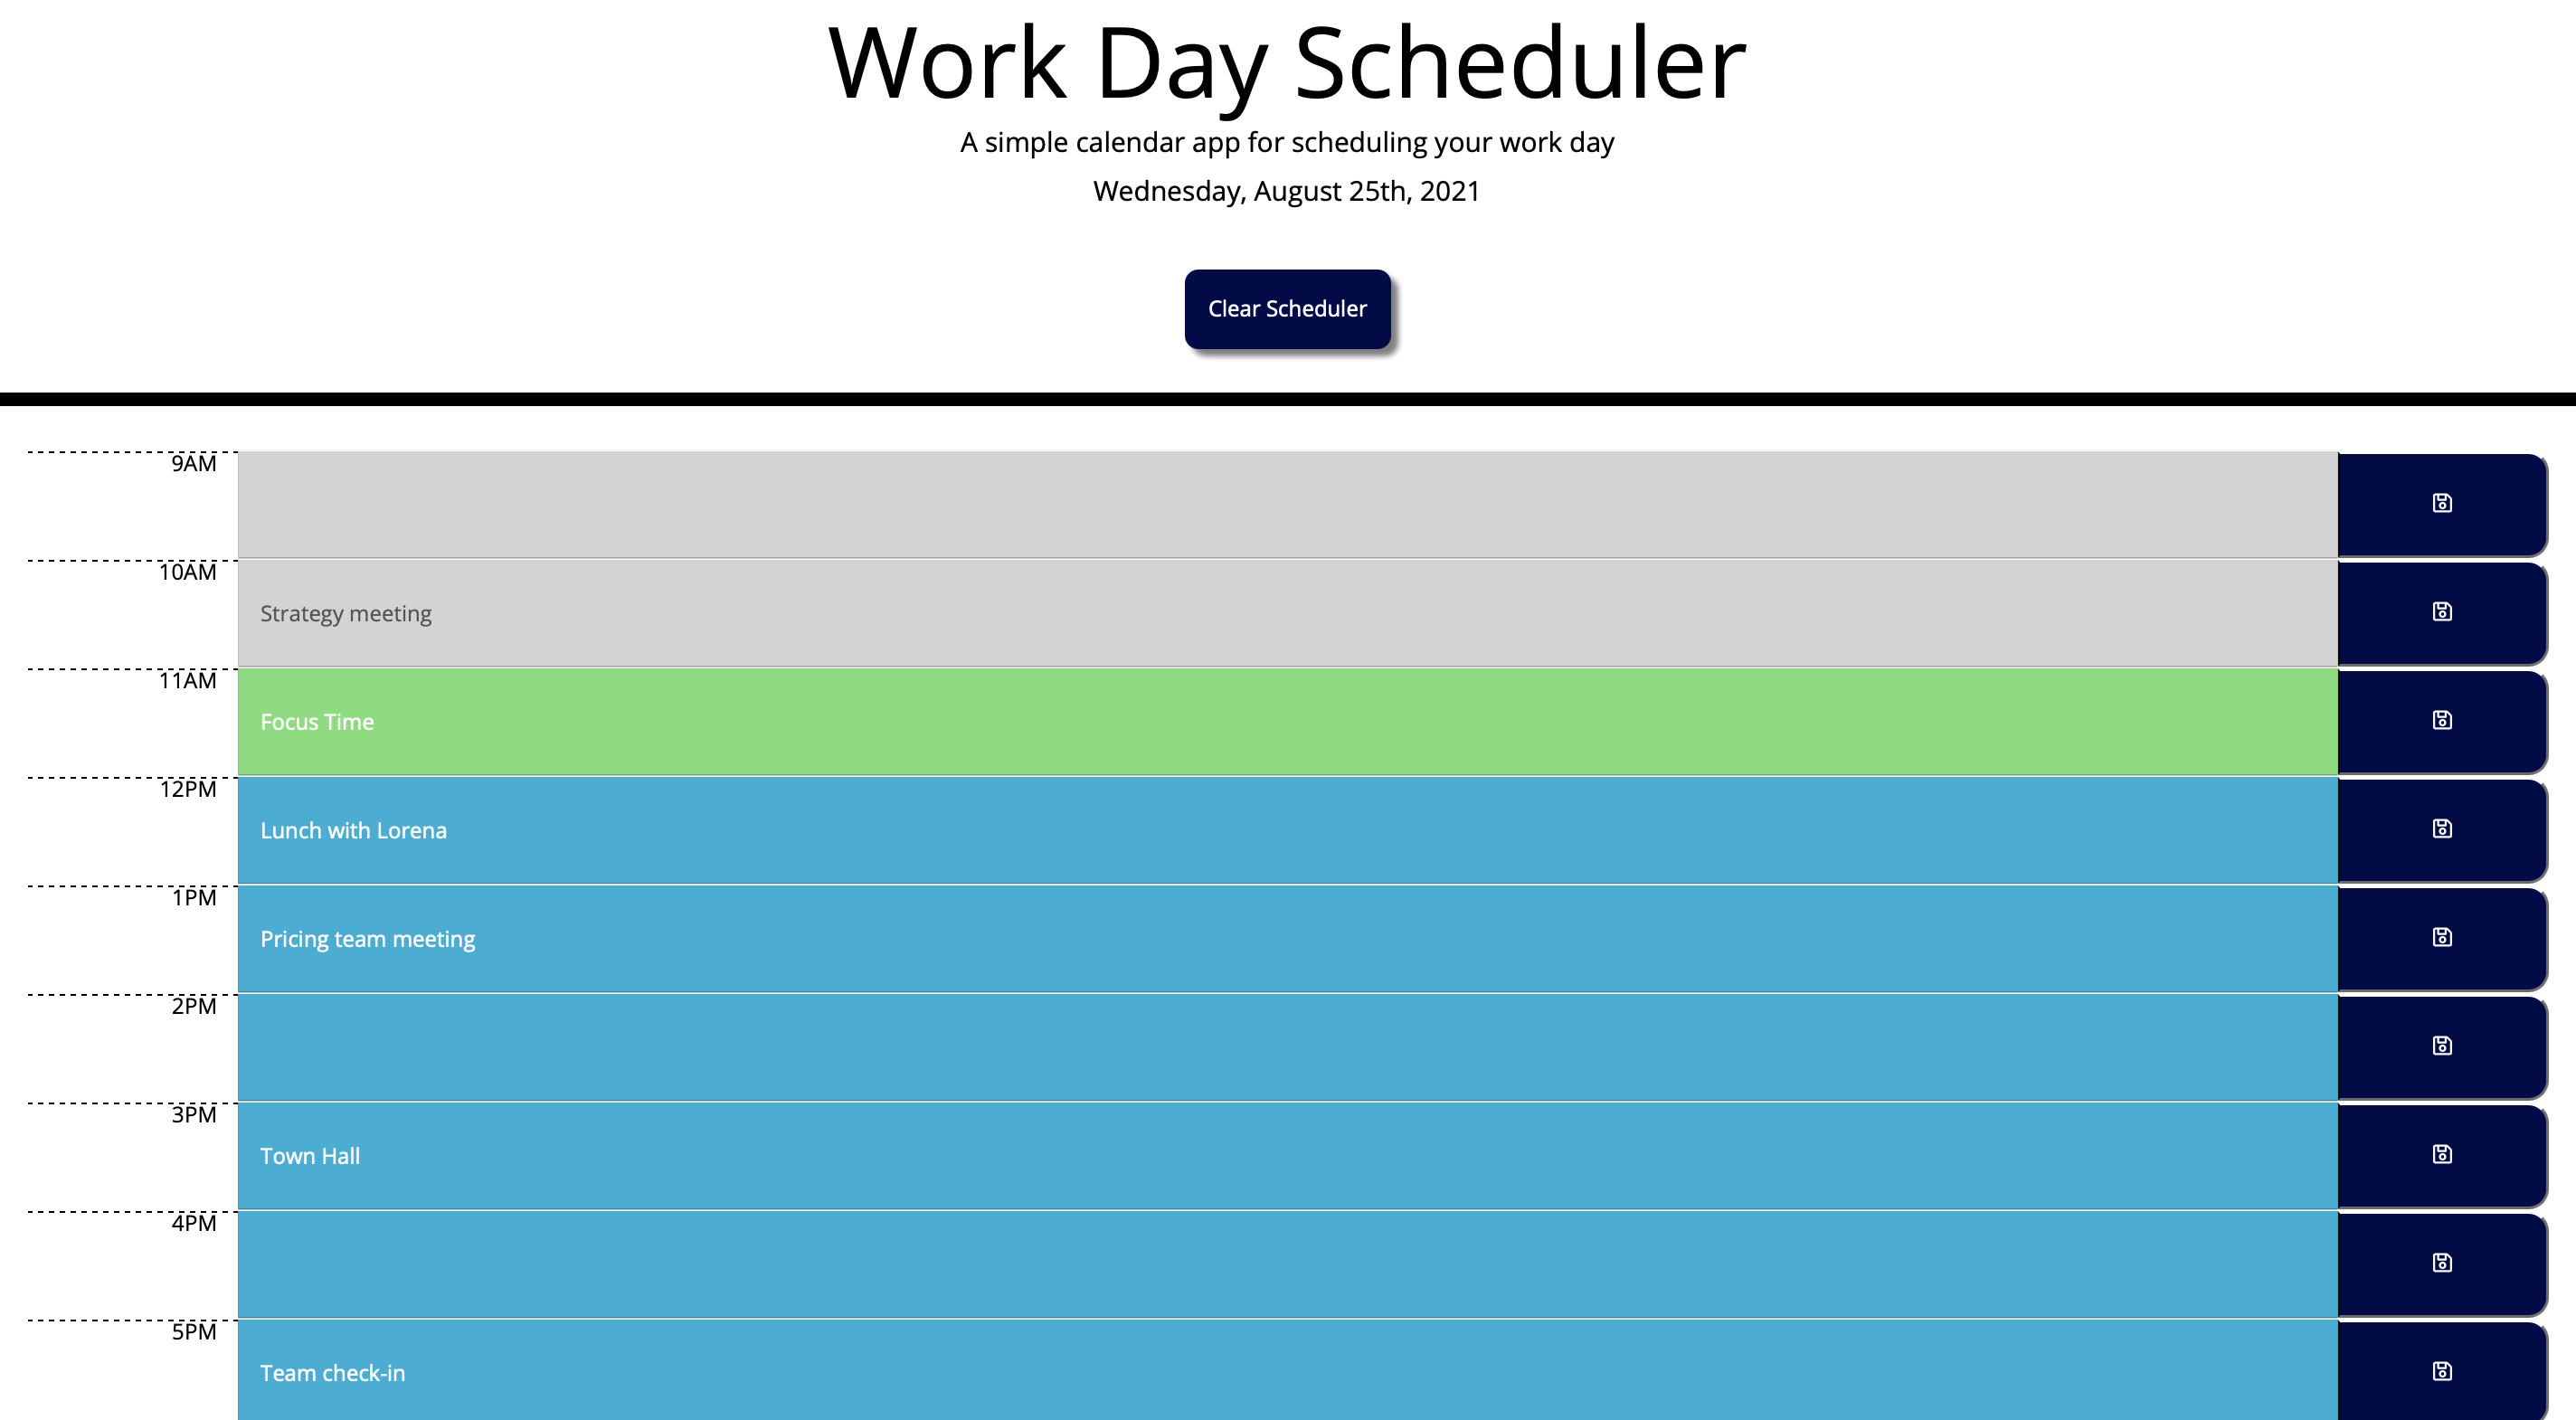 Work Day Scheduler
A simple calendar app for scheduling your work day
Wednesday, August 25th, 2021
Clear Scheduler
9AM
10AM
Strategy meeting
11AM
Focus Time
12PM
Lunch with Lorena
1PM
Pricing team meeting
2PM
3PM
Town Hall
4PM
5PM
Team check-in